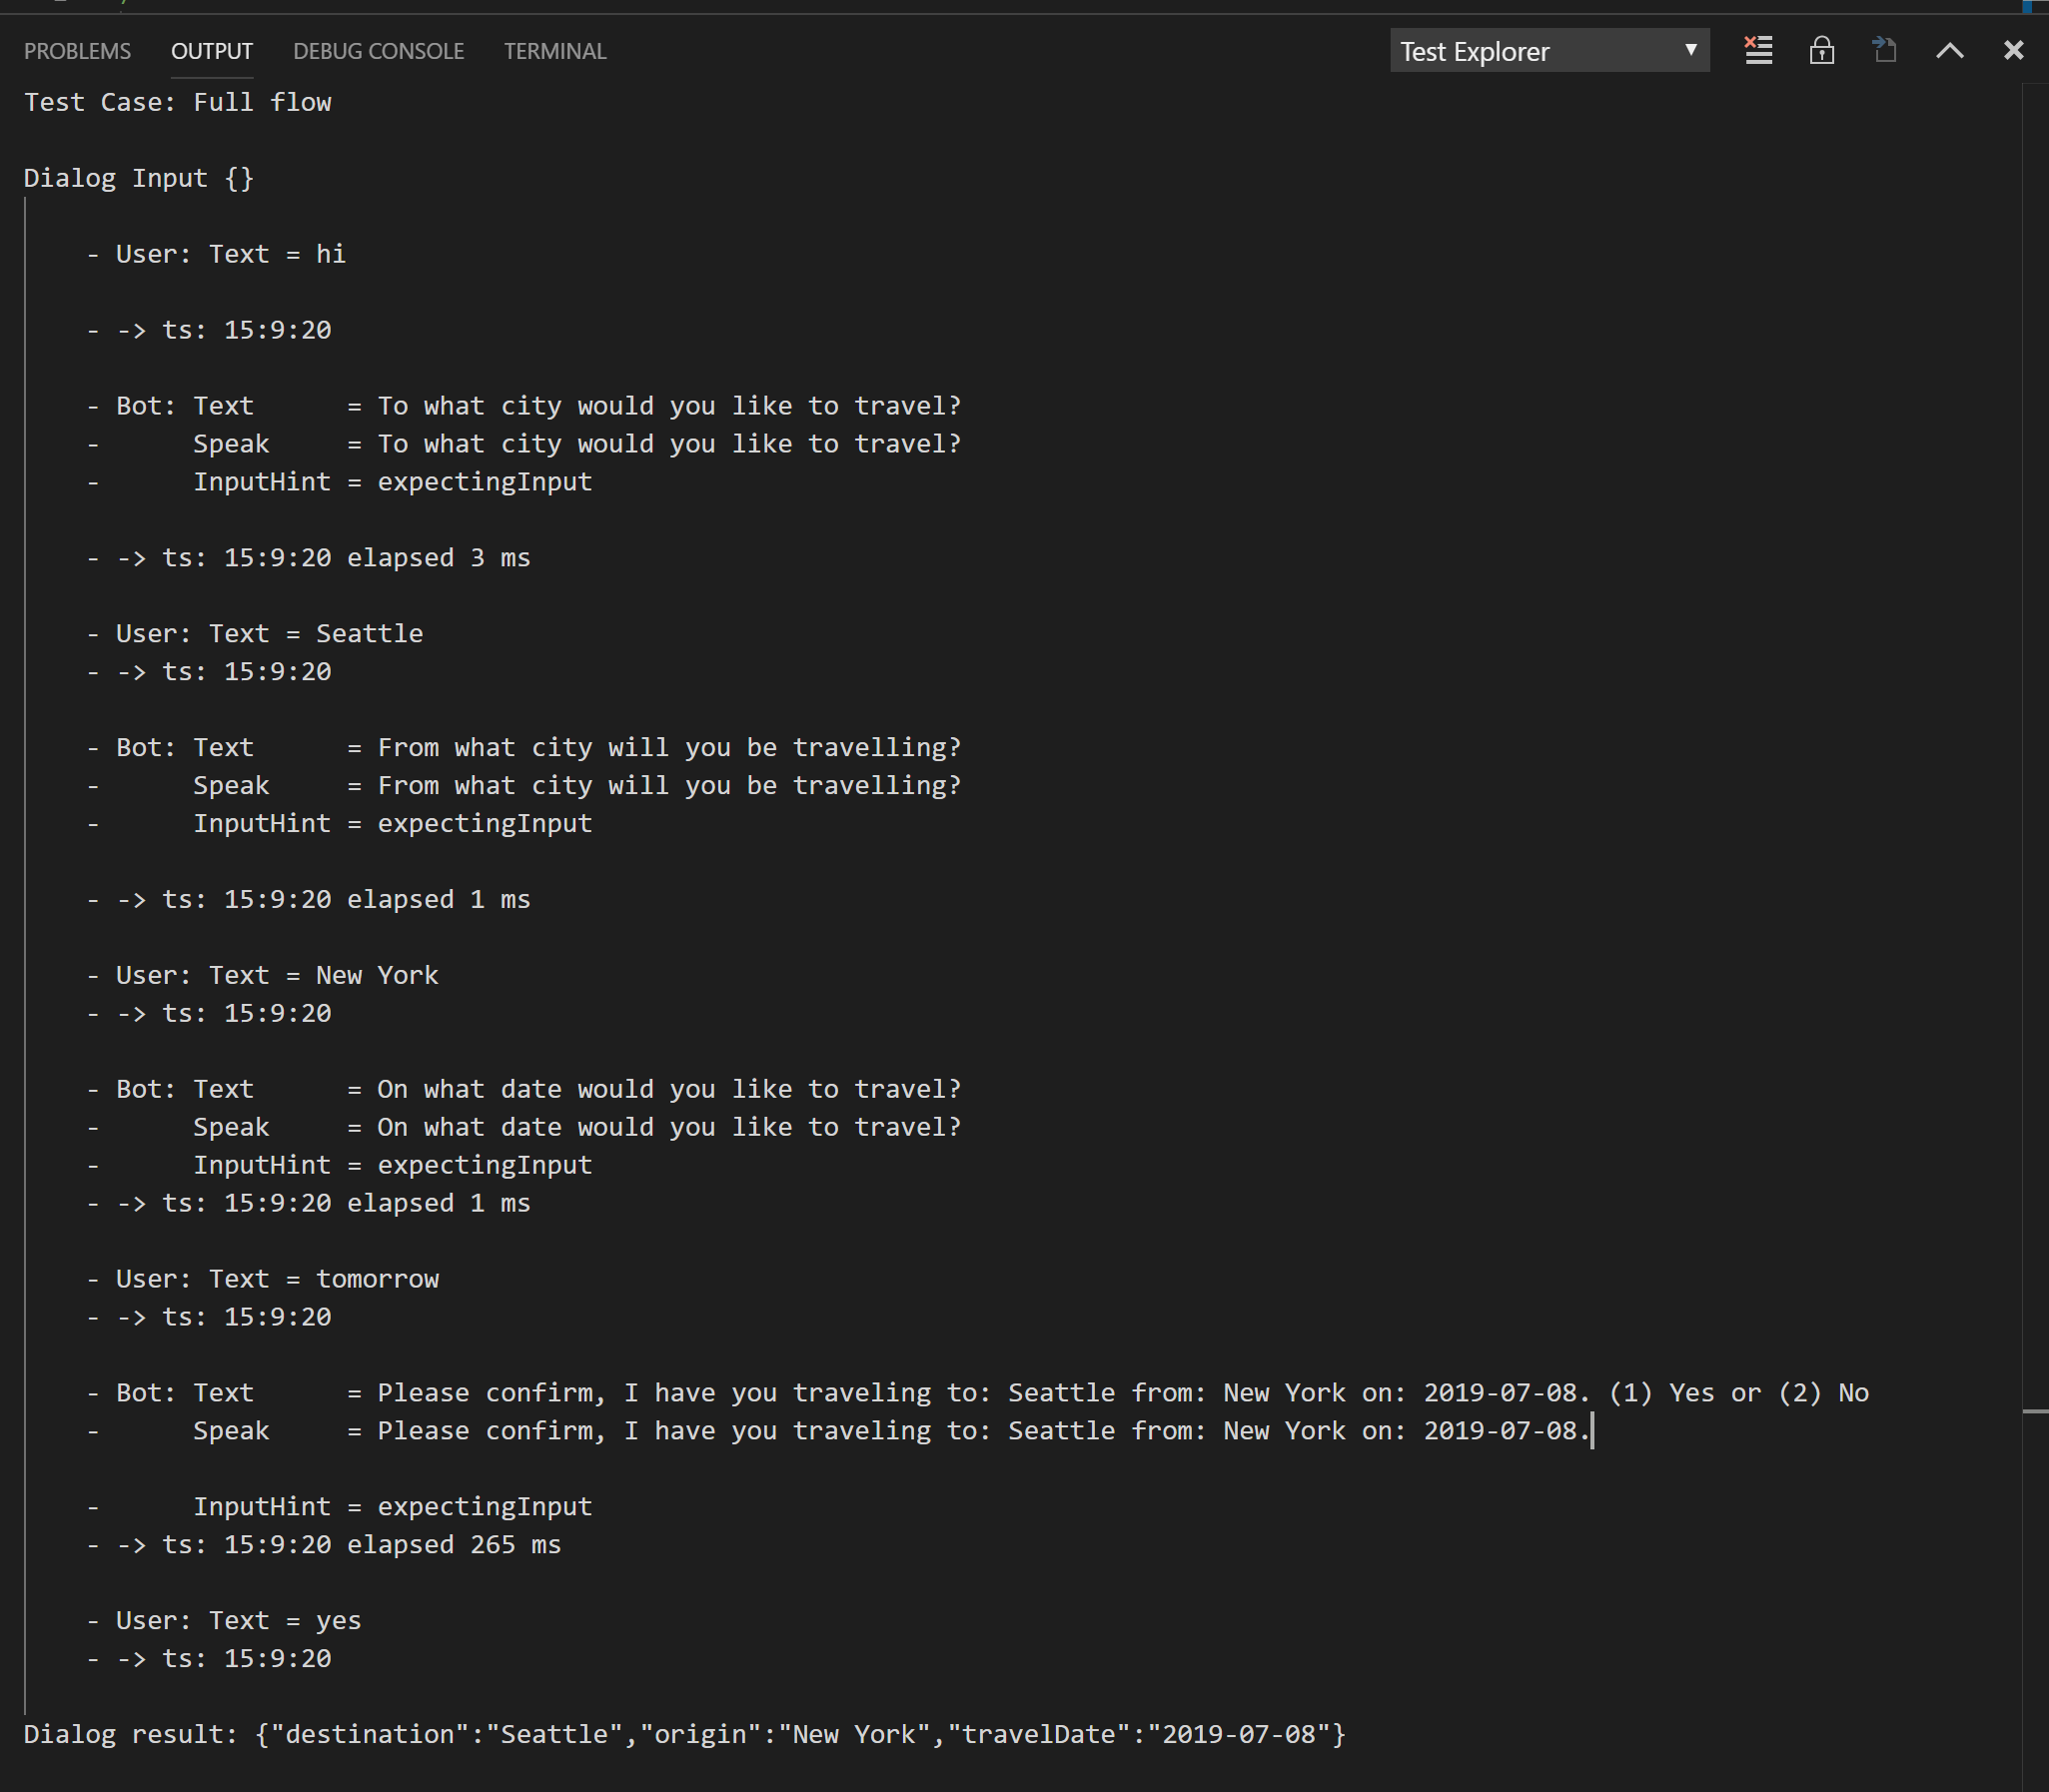 PROBLEMS OUTPUT DEBUG CONSOLE TERMINAL Test Explorer
Test Case: Full flow
Dialog Input {}
- User: Text = hi
- -> ts: 15:9:20
- Bot: Text = To what city would you like to travel?
- Speak = To what city would you like to travel?
- InputHint = expectingInput
- -> ts: 15:9:20 elapsed 3 ms
- User: Text = Seattle
- -> ts: 15:9:20
- Bot: Text = From what city will you be travelling?
- Speak = From what city will you be travelling?
- InputHint = expectingInput
- -> ts: 15:9:20 elapsed 1 ms
- User: Text = New York
- -> ts: 15:9:20
- Bot: Text = On what date would you like to travel?
- Speak = On what date would you like to travel?
- InputHint = expectingInput
- -> ts: 15:9:20 elapsed 1 ms
- User: Text = tomorrow
- -> ts: 15:9:20
- Bot: Text = Please confirm, I have you traveling to: Seattle from: New York on: 2019-07-08. (1) Yes or (2) No
- Speak = Please confirm, I have you traveling to: Seattle from: New York on: 2019-07-08.
- InputHint = expectingInput
- -> ts: 15:9:20 elapsed 265 ms
- User: Text = yes
- -> ts: 15:9:20
Dialog result: {"destination":"Seattle","origin":"New York","travelDate":"2019-07-08"}